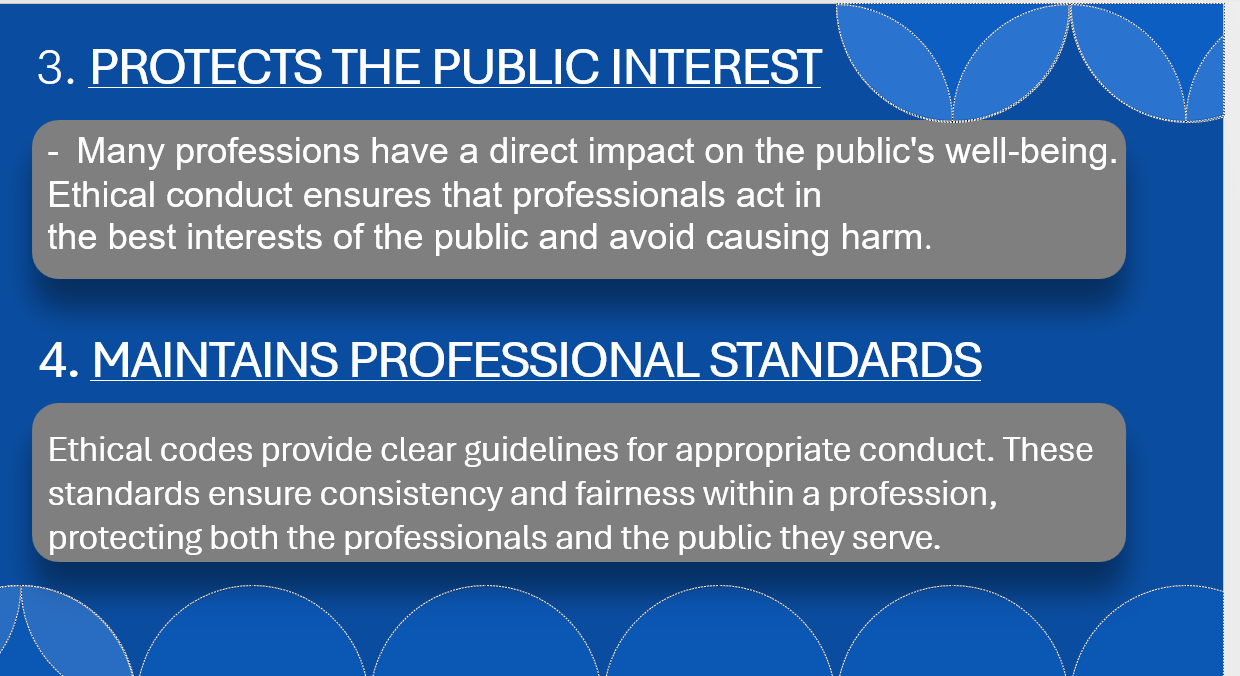 3. PROTECTS THE PUBLIC INTEREST
- Many professions have a direct impact on the public's well-being.
Ethical conduct ensures that professionals act in
the best interests of the public and avoid causing harm.
4. MAINTAINS PROFESSIONAL STANDARDS
Ethical codes provide clear guidelines for appropriate conduct. These
standards ensure consistency and fairness within a profession,
protecting both the professionals and the public they serve.